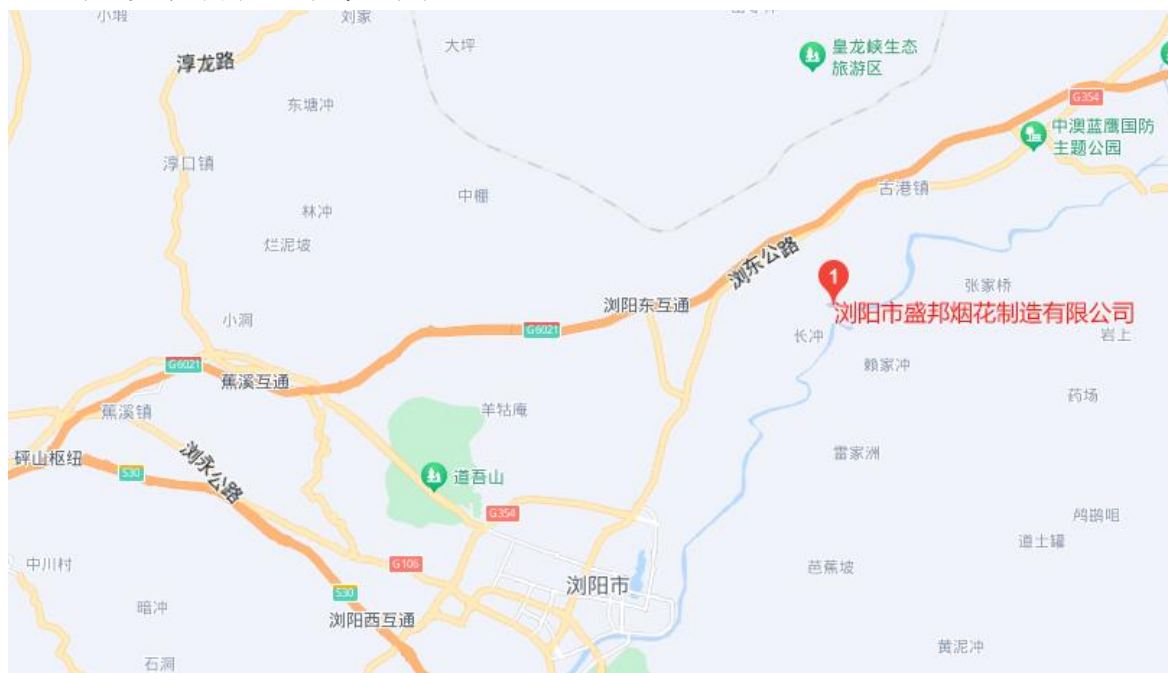 小塅
刘家
大坪
皇龙峡生态
旅游区
淳龙路
G354
东塘冲
中澳蓝鹰国防
主题公园
淳口镇
中棚
古港镇
林冲
烂泥坡
浏东公路
1
张家桥
浏阳东互通
浏阳市盛邦烟花制造有限公司
小洞
G6021
长冲
岩上
G6021
赖家冲
蕉溪互通
药场
蕉溪镇
羊牯庵
砰山枢纽
雷家洲
S30
浏永公路
道吾山
G354
鸬鹚咀
道士罐
中川村
G106
芭蕉坡
浏阳市
S30
暗冲
浏阳西互通
黄泥冲
石洞